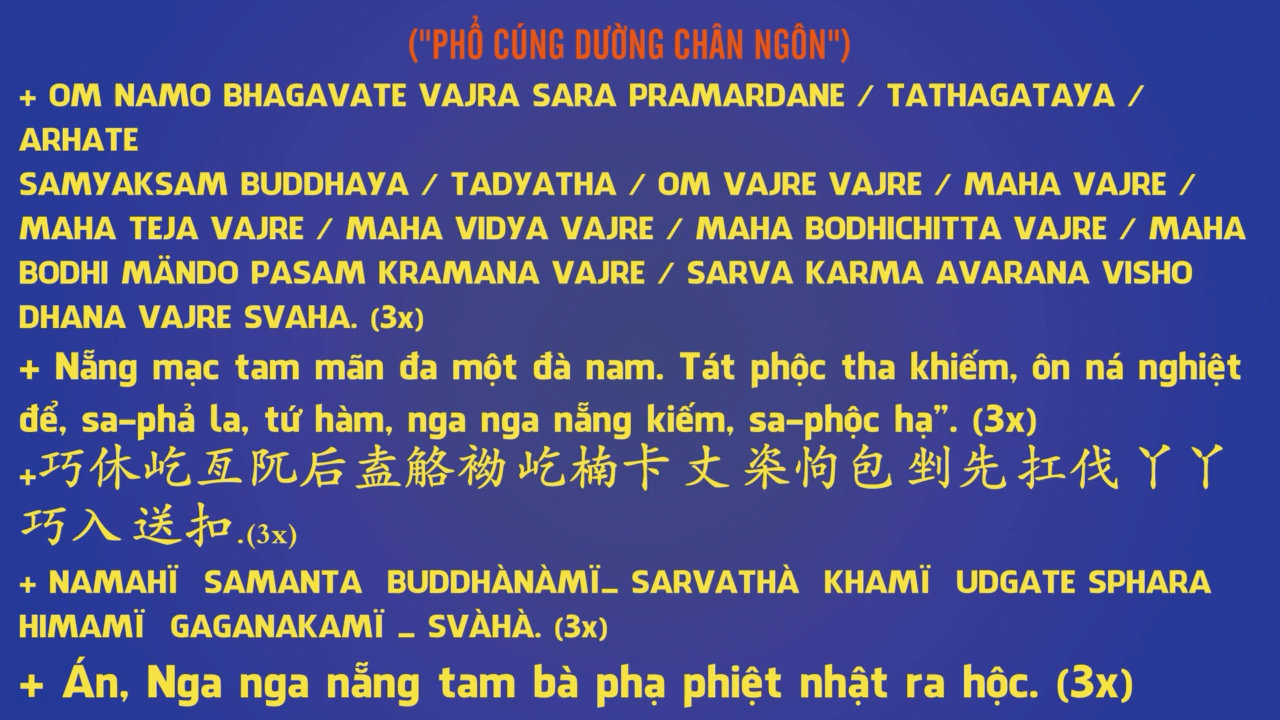 ("PHỔ CÚNG DƯỜNG CHÂN NGÔN")
+ OM NAMO BHAGAVATE VAJRA SARA PRAMARDANE / TATHAGATAYA /
ARHATE
SAMYAKSAM BUDDHAYA / TADYATHA / OM VAJRE VAJRE / MAHA VAJRE /
MAHA TEJA VAJRE / MAHA VIDYA VAJRE / MAHA BODHICHITTA VAJRE / MAHA
BODHI MÄNDO PASAM KRAMANA VAJRE / SARVA KARMA AVARANA VISHO
DHANA VAJRE SVAHA. (3x)
+ Nẵng mạc tam mãn đa một đà nam. Tát phộc tha khiếm, ôn ná nghiệt
để, sa-phả la, tứ hàm, nga nga nẵng kiếm, sa-phộc hạ”. (3x)
+巧休屹亙阢后盍觡袎屹楠卡丈栥怐包剉先扛伐丫丫
巧入送扣.(3x)
+ NAMAHÏ SAMANTA BUDDHÀNÀMÏ_ SARVATHÀ KHAMÏ UDGATE SPHARA
HIMAMÏ GAGANAKAMÏ _ SVÀHÀ. (3x)
+ Án, Nga nga nẵng tam bà phạ phiệt nhật ra hộc. (3x)